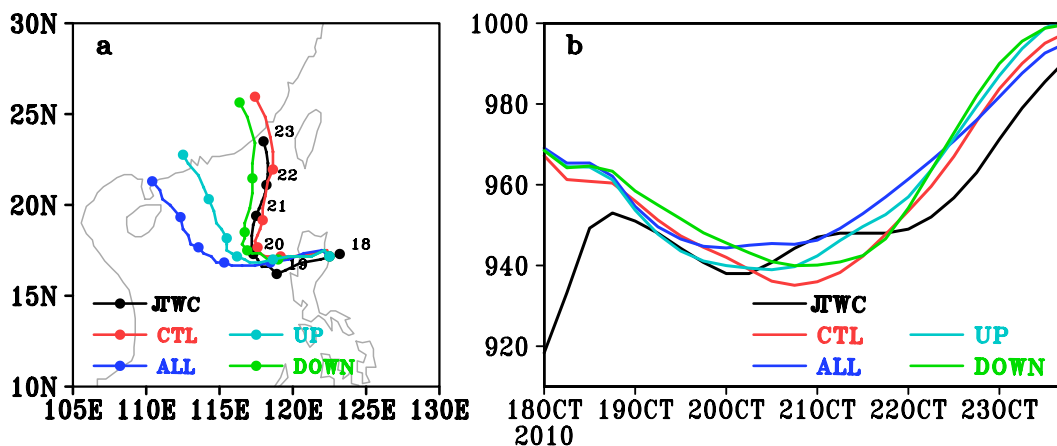 30N
25N
20N
15N
10N
105E 110E 115E 120E 125E 130E
a
23
22
21
20
19
18
JTWC
CTL UP
ALL DOWN
1000
980
960
940
920
18OCT 19OCT 20OCT 21OCT 22OCT 23OCT
2010
b
JTWC
CTL UP
ALL DOWN